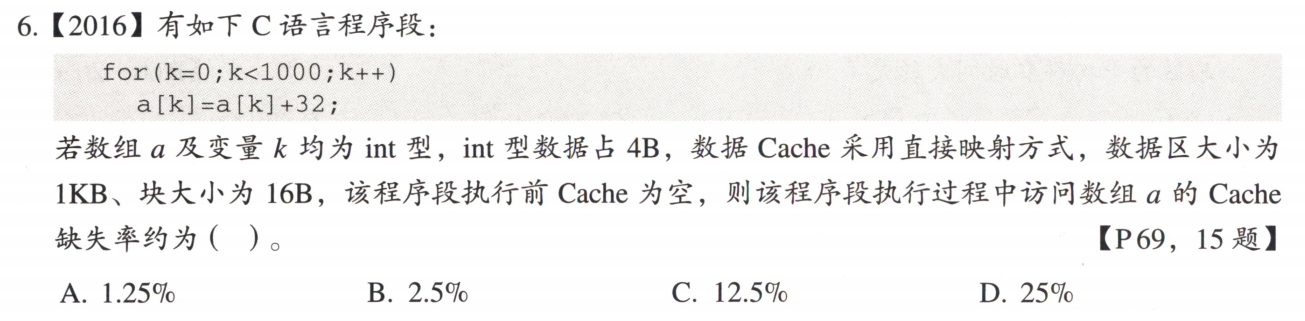 6.【2016】有如下 C 语言程序段：
for(k=0;k<1000;k++)
a[k]=a[k]+32;
若数组 a 及变量 k 均为 int 型，int 型数据占 4B，数据 Cache 采用直接映射方式，数据区大小为
1KB、块大小为 16B，该程序段执行前 Cache 为空，则该程序段执行过程中访问数组 a 的 Cache
缺失率约为（ ）。 【P69，15 题】
A. 1.25% B. 2.5% C. 12.5% D. 25%